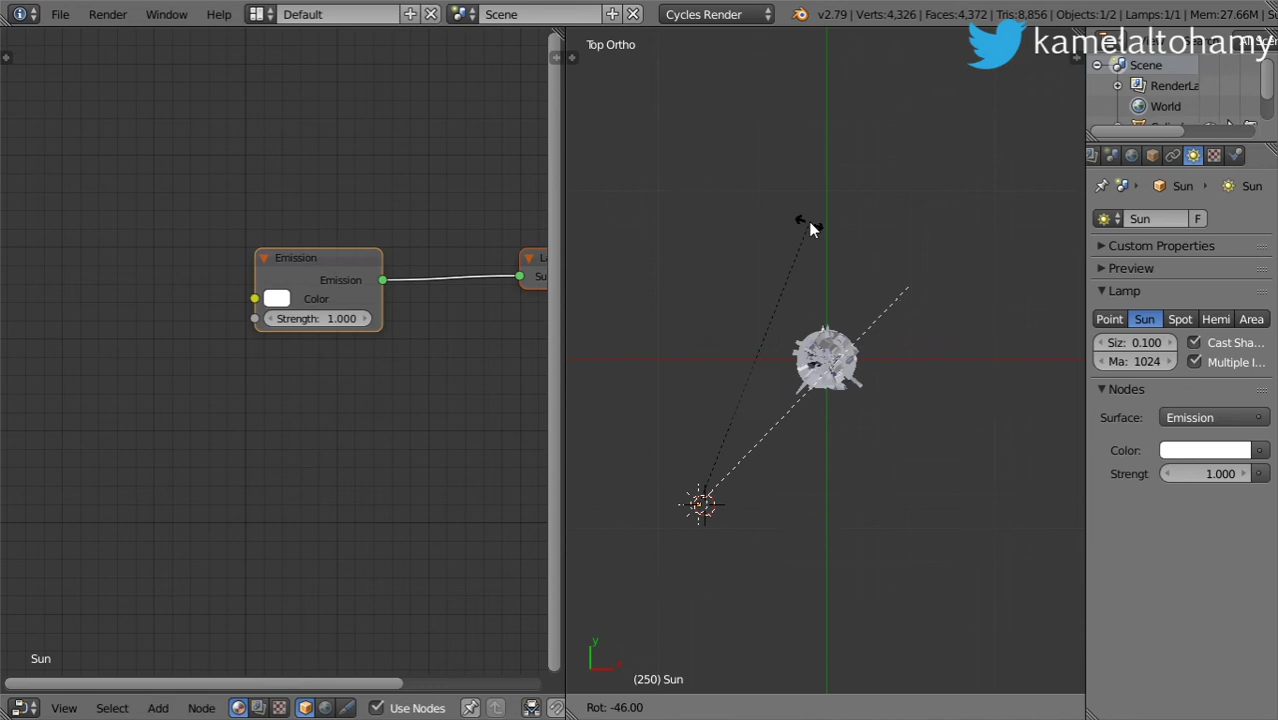 File Render Window Help Default Scene Cycles Render v2.79 | Verts:4,326 | Faces:4,372 | Tris:8,856 | Objects:1/2 | Lamps:1/1 | Mem:27.66M
kamelaltohamy
Top Ortho
Scene
RenderLa
World
Sun Sun
Sun F
Custom Properties
Preview
Lamp
Point Sun Spot Hemi Area
Siz: 0.100 Cast Sha...
Ma: 1024 Multiple I...
Nodes
Surface: Emission
Color:
Strengt 1.000
Emission
Emission
Color
Strength: 1.000
La
Su
Sun
y
x
(250) Sun
View Select Add Node Use Nodes Rot: -46.00